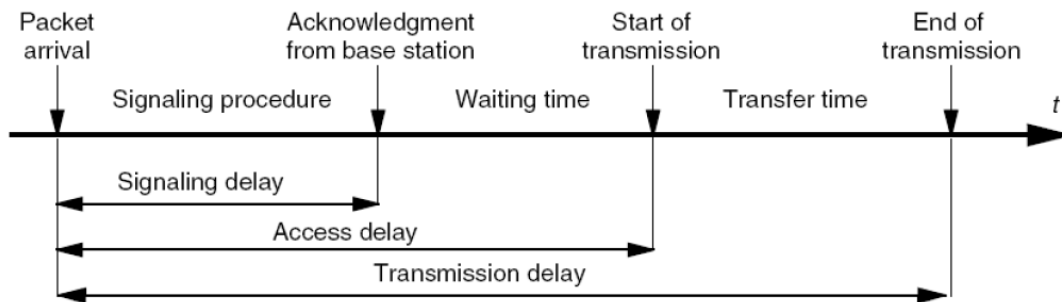 Packet
arrival
Acknowledgment
from base station
Start of
transmission
End of
transmission
Signaling procedure
Waiting time
Transfer time
t
Signaling delay
Access delay
Transmission delay